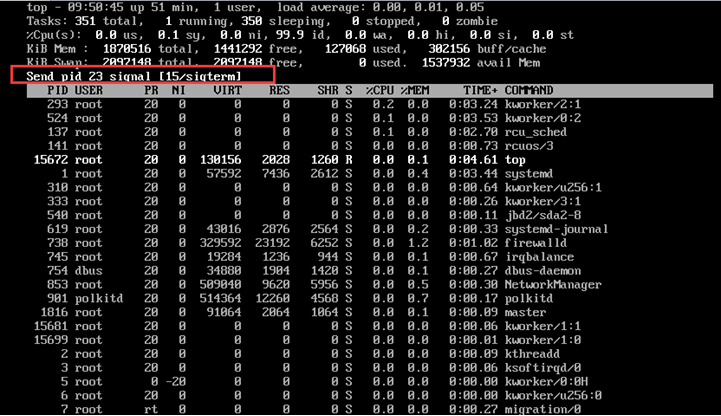 top - 09:50:45 up 51 min, 1 user, load average: 0.00, 0.01, 0.05
Tasks: 351 total, 1 running, 350 sleeping, 0 stopped, 0 zombie
%Cpu(s): 0.0 us, 0.1 sy, 0.0 ni, 99.9 id, 0.0 wa, 0.0 hi, 0.0 si, 0.0 st
KiB Mem : 1870516 total, 1441292 free, 127068 used, 302156 buff/cache
KiB Swap: 2097148 total, 2097148 free, 0 used. 1537932 avail Mem
Send pid 23 signal [15/sigterm]
PID USER PR NI VIRT RES SHR S %CPU %MEM TIME+ COMMAND
293 root 20 0 0 0 0 S 0.2 0.0 0:03.24 kworker/2:1
524 root 20 0 0 0 0 S 0.1 0.0 0:03.53 kworker/0:2
137 root 20 0 0 0 0 S 0.1 0.0 0:02.70 rcu_sched
141 root 20 0 0 0 0 S 0.0 0.0 0:00.73 rcuos/3
15672 root 20 0 130156 2028 1260 R 0.0 0.1 0:04.61 top
1 root 20 0 57592 7436 2612 S 0.0 0.4 0:03.44 systemd
310 root 20 0 0 0 0 S 0.0 0.0 0:00.64 kworker/u256:1
333 root 20 0 0 0 0 S 0.0 0.0 0:00.26 kworker/3:1
540 root 20 0 0 0 0 S 0.0 0.0 0:00.11 jbd2/sda2-8
619 root 20 0 43016 2876 2564 S 0.0 0.2 0:00.33 systemd-journal
738 root 20 0 329592 23192 6252 S 0.0 1.2 0:01.02 firewalld
745 root 20 0 19284 1236 944 S 0.0 0.1 0:00.67 irqbalance
754 dbus 20 0 34880 1904 1420 S 0.0 0.1 0:00.27 dbus-daemon
853 root 20 0 509040 9620 5956 S 0.0 0.5 0:00.30 NetworkManager
901 polkitd 20 0 514364 12260 4568 S 0.0 0.7 0:00.17 polkitd
1816 root 20 0 91064 2064 1064 S 0.0 0.1 0:00.09 master
15681 root 20 0 0 0 0 S 0.0 0.0 0:00.06 kworker/1:1
15699 root 20 0 0 0 0 S 0.0 0.0 0:00.01 kworker/1:0
2 root 20 0 0 0 0 S 0.0 0.0 0:00.09 kthreadd
3 root 20 0 0 0 0 S 0.0 0.0 0:00.06 ksoftirqd/0
5 root 0 -20 0 0 0 S 0.0 0.0 0:00.00 kworker/0:0H
6 root 20 0 0 0 0 S 0.0 0.0 0:00.00 kworker/u256:0
7 root rt 0 0 0 0 S 0.0 0.0 0:00.27 migration/0